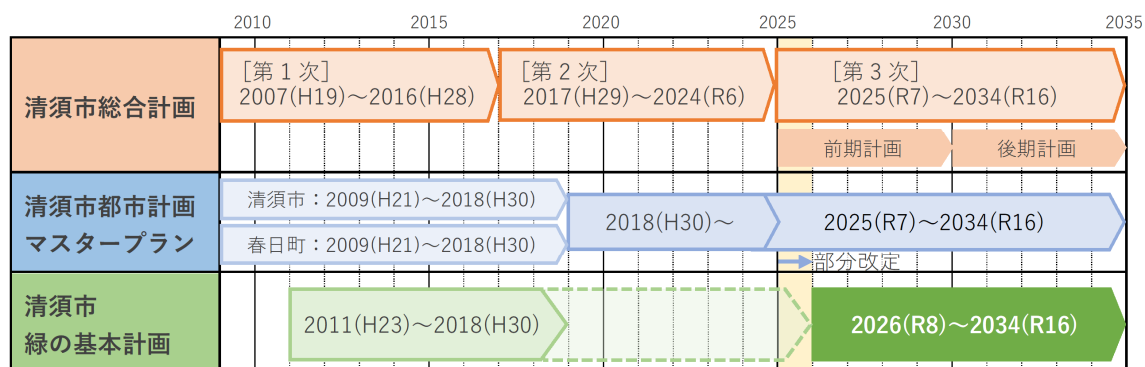 2010 2015 2020 2025 2030 2035
清須市総合計画
[第1次]
2007(H19)～2016(H28)
[第2次]
2017(H29)～2024(R6)
[第3次]
2025(R7)～2034(R16)
前期計画
後期計画
清須市都市計画
マスタープラン
清須市：2009(H21)～2018(H30)
春日町：2009(H21)～2018(H30)
2018(H30)～
2025(R7)～2034(R16)
部分改定
清須市
緑の基本計画
2011(H23)～2018(H30)
2026(R8)～2034(R16)